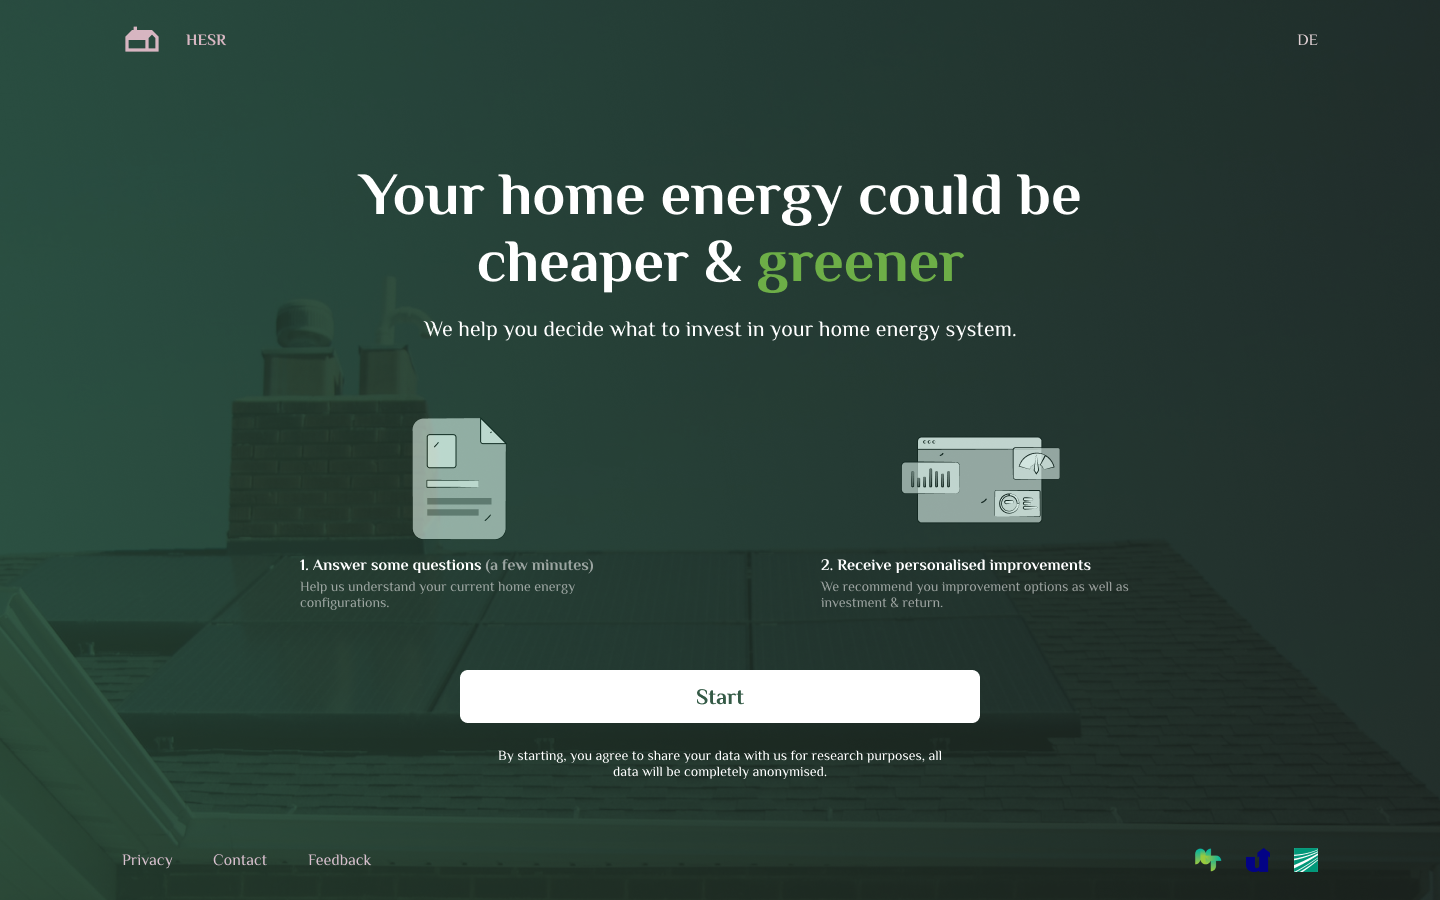 HESR
DE
Your home energy could be
cheaper & greener
We help you decide what to invest in your home energy system.
1. Answer some questions (a few minutes)
Help us understand your current home energy
configurations.
2. Receive personalised improvements
We recommend you improvement options as well as
investment & return.
Start
By starting, you agree to share your data with us for research purposes, all
data will be completely anonymised.
Privacy
Contact
Feedback